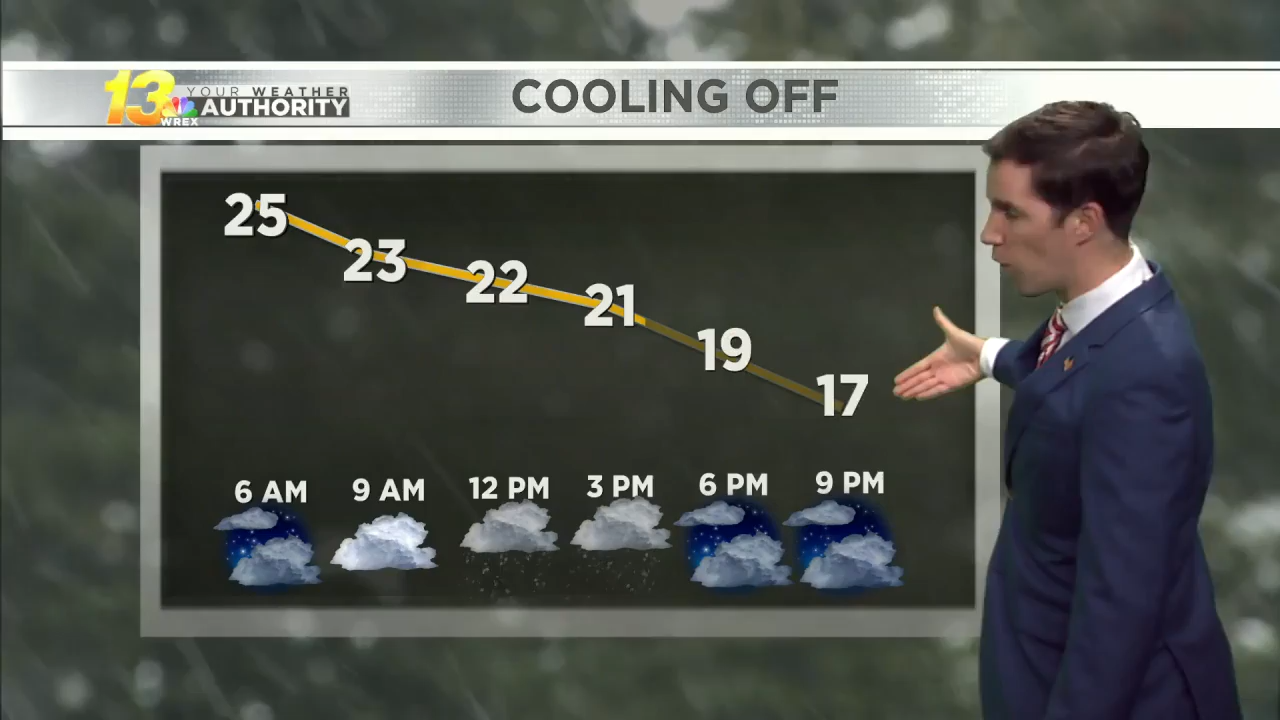 13
YOUR WEATHER
AUTHORITY
WREX
COOLING OFF
25
23
22
21
19
17
6 AM 9 AM 12 PM 3 PM 6 PM 9 PM